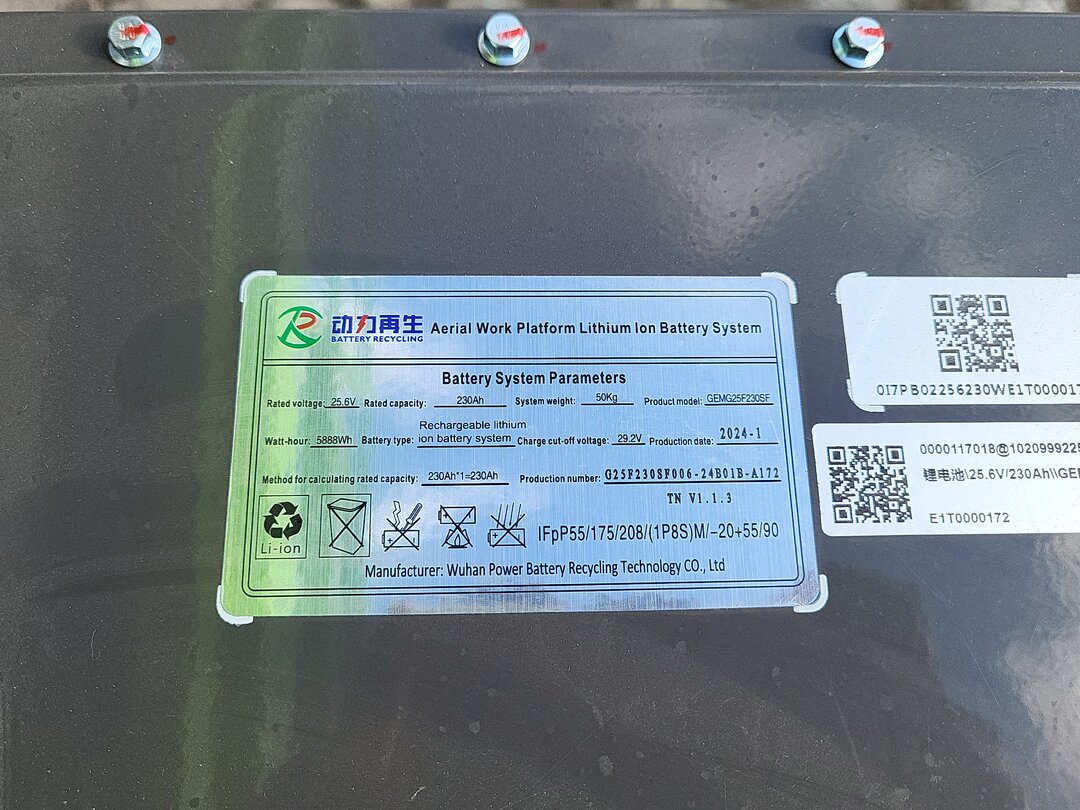 动力再生
BATTERY RECYCLING
Aerial Work Platform Lithium Ion Battery System
Battery System Parameters
Rated voltage: 25.6V Rated capacity: 230Ah System weight: 50Kg Product model: GEMG25F230SF
Watt-hour: 5888Wh Battery type: Rechargeable lithium
ion battery system Charge cut-off voltage: 29.2V Production date: 2024-1
Method for calculating rated capacity: 230Ah*1=230Ah Production number: G25F230SF006-24B01B-A172
TN V1.1.3
Li-ion
IFpP55/175/208/(1P8S)M/-20+55/90
Manufacturer: Wuhan Power Battery Recycling Technology CO., Ltd
0I7PB02256230WE1T00001
0000117018@1020999225
锂电池\25.6V/230Ah\\GE
E1T0000172